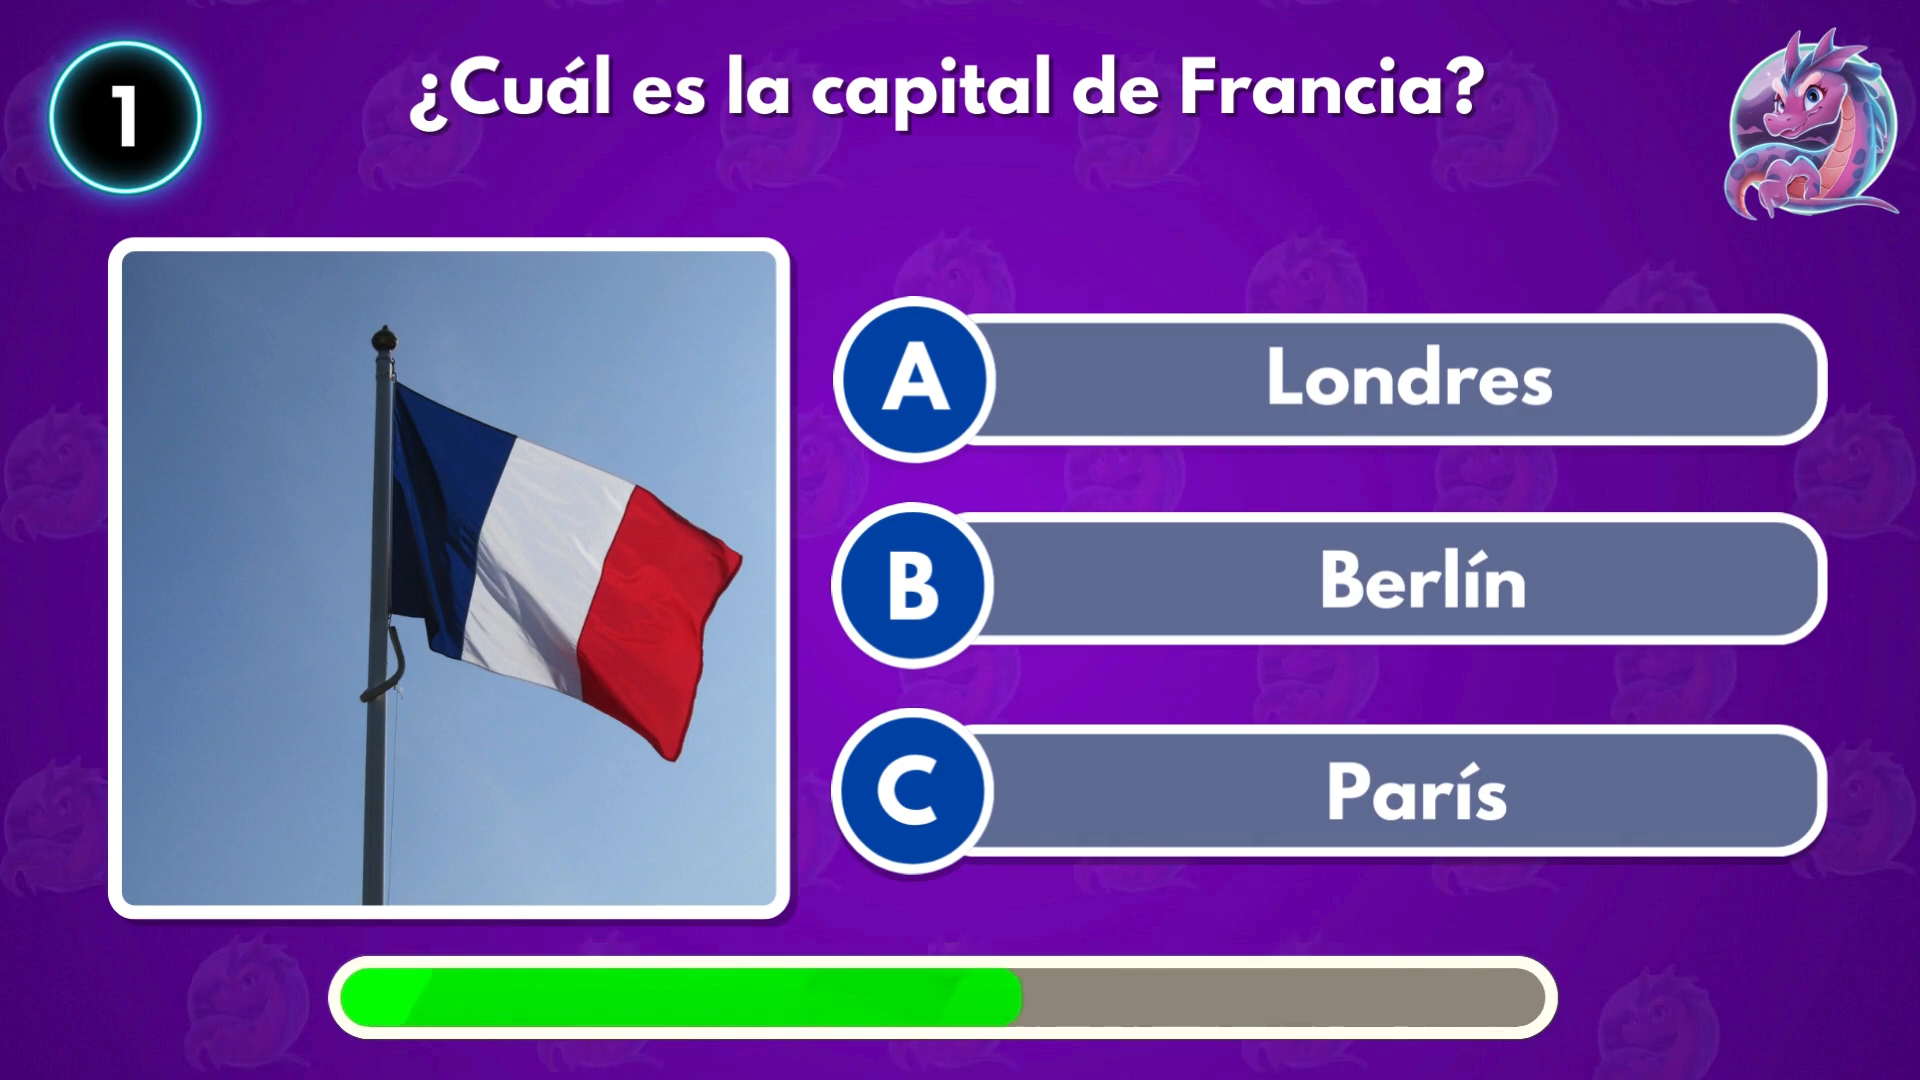 1
¿Cuál es la capital de Francia?
A
Londres
B
Berlín
C
París